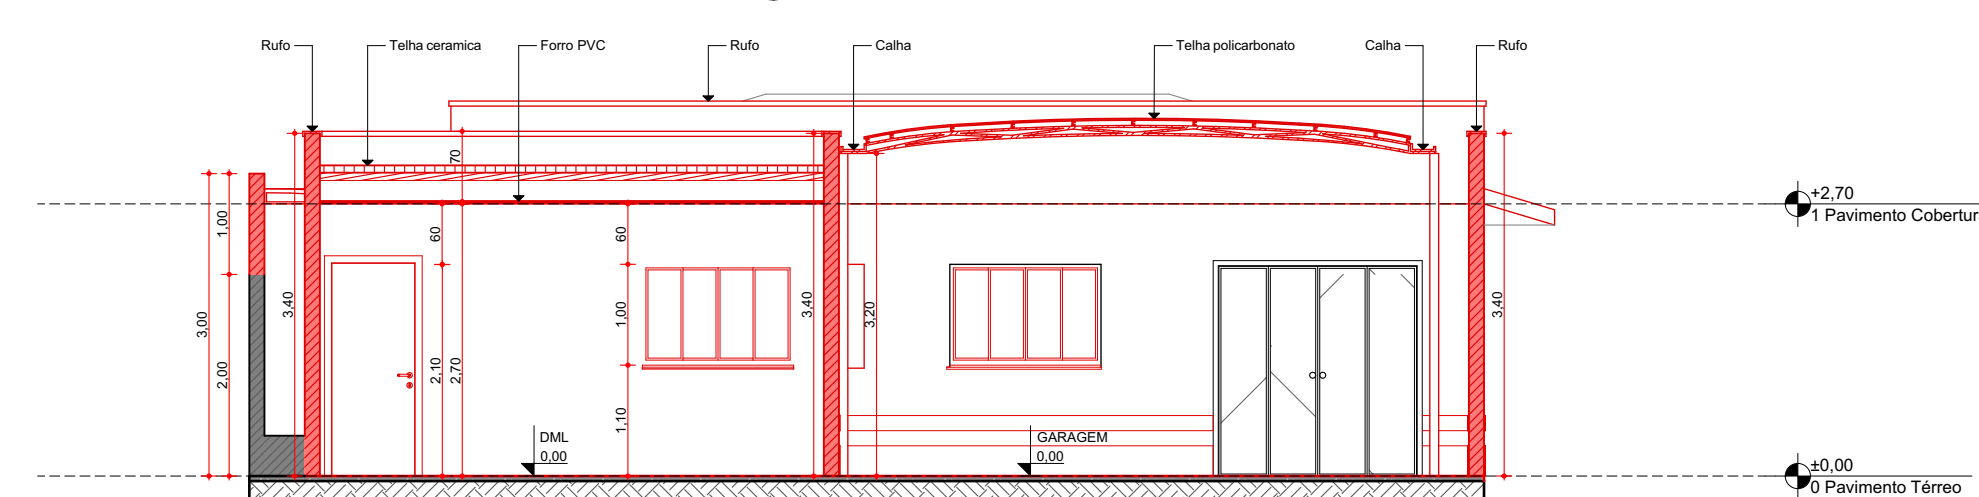 Rufo
Telha ceramica
Forro PVC
Rufo
Calha
Telha policarbonato
Calha
Rufo
70
+2,70
1 Pavimento Cobertur
1,00
60
60
3,00
3,40
1,00
3,40
3,20
3,40
2,00
2,10
2,70
1,10
DML
0,00
GARAGEM
0,00
±0,00
0 Pavimento Térreo